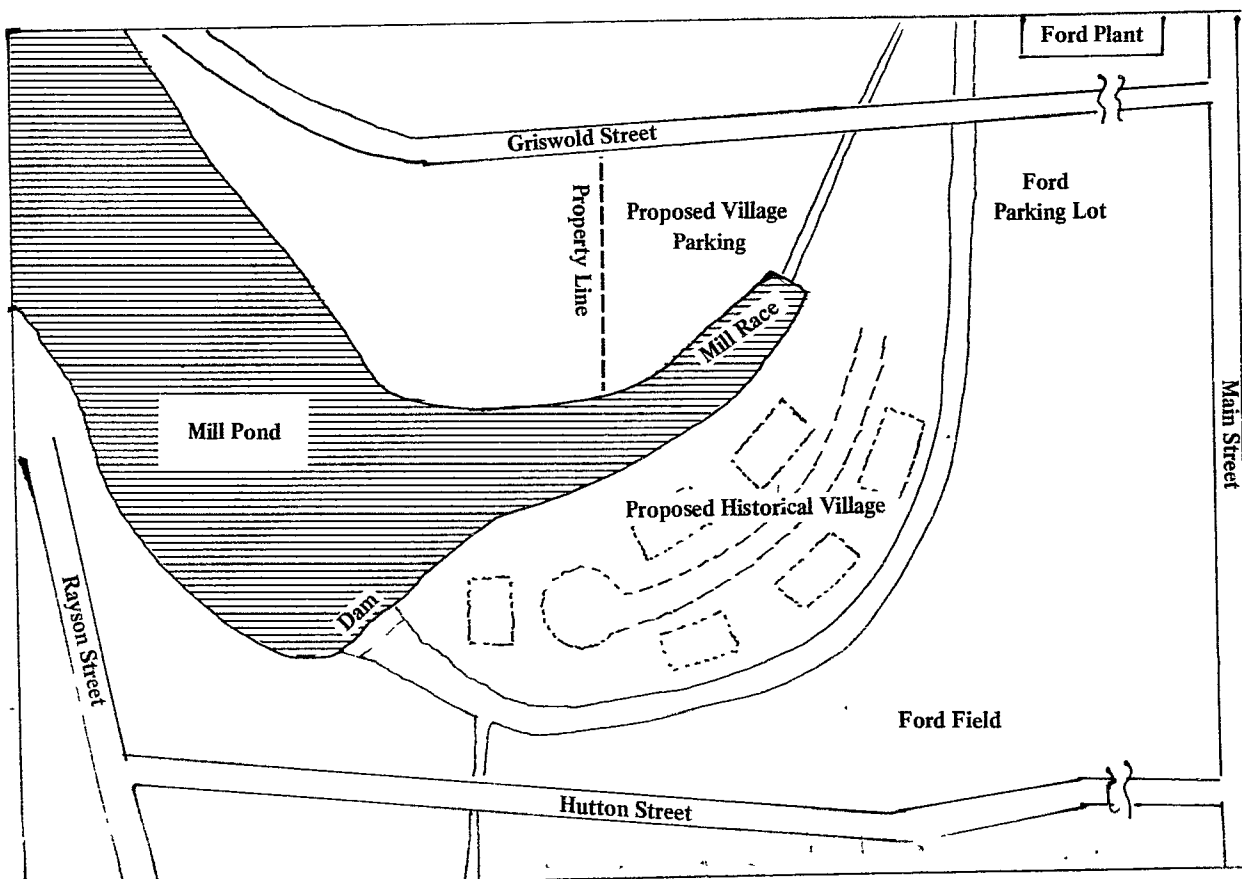 Ford Plant
Griswold Street
Ford
Parking Lot
Property Line
Proposed Village
Parking
Mill Race
Main Street
Mill Pond
Proposed Historical Village
Dam
Rayson Street
Ford Field
Hutton Street